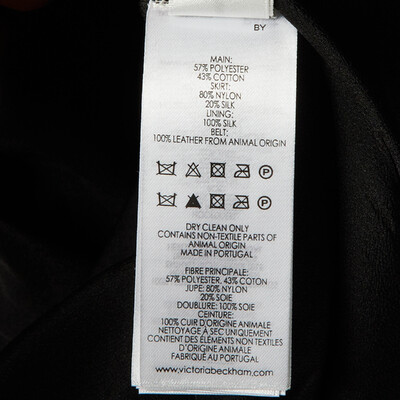 BY
MAIN:
57% POLYESTER
43% COTTON
SKIRT:
80% NYLON
20% SILK
LINING:
100% SILK
BELT:
100% LEATHER FROM ANIMAL ORIGIN
P
P
DRY CLEAN ONLY
CONTAINS NON-TEXTILE PARTS OF
ANIMAL ORIGIN
MADE IN PORTUGAL
FIBRE PRINCIPALE:
57% POLYESTER, 43% COTON
JUPE: 80% NYLON
20% SOIE
DOUBLURE: 100% SOIE
CEINTURE:
100% CUIR D'ORIGINE ANIMALE
NETTOYAGE À SEC UNIQUEMENT
CONTIENT DES ÉLÉMENTS NON TEXTILES
D'ORIGINE ANIMALE
FABRIQUÉ AU PORTUGAL
www.victoriabeckham.com